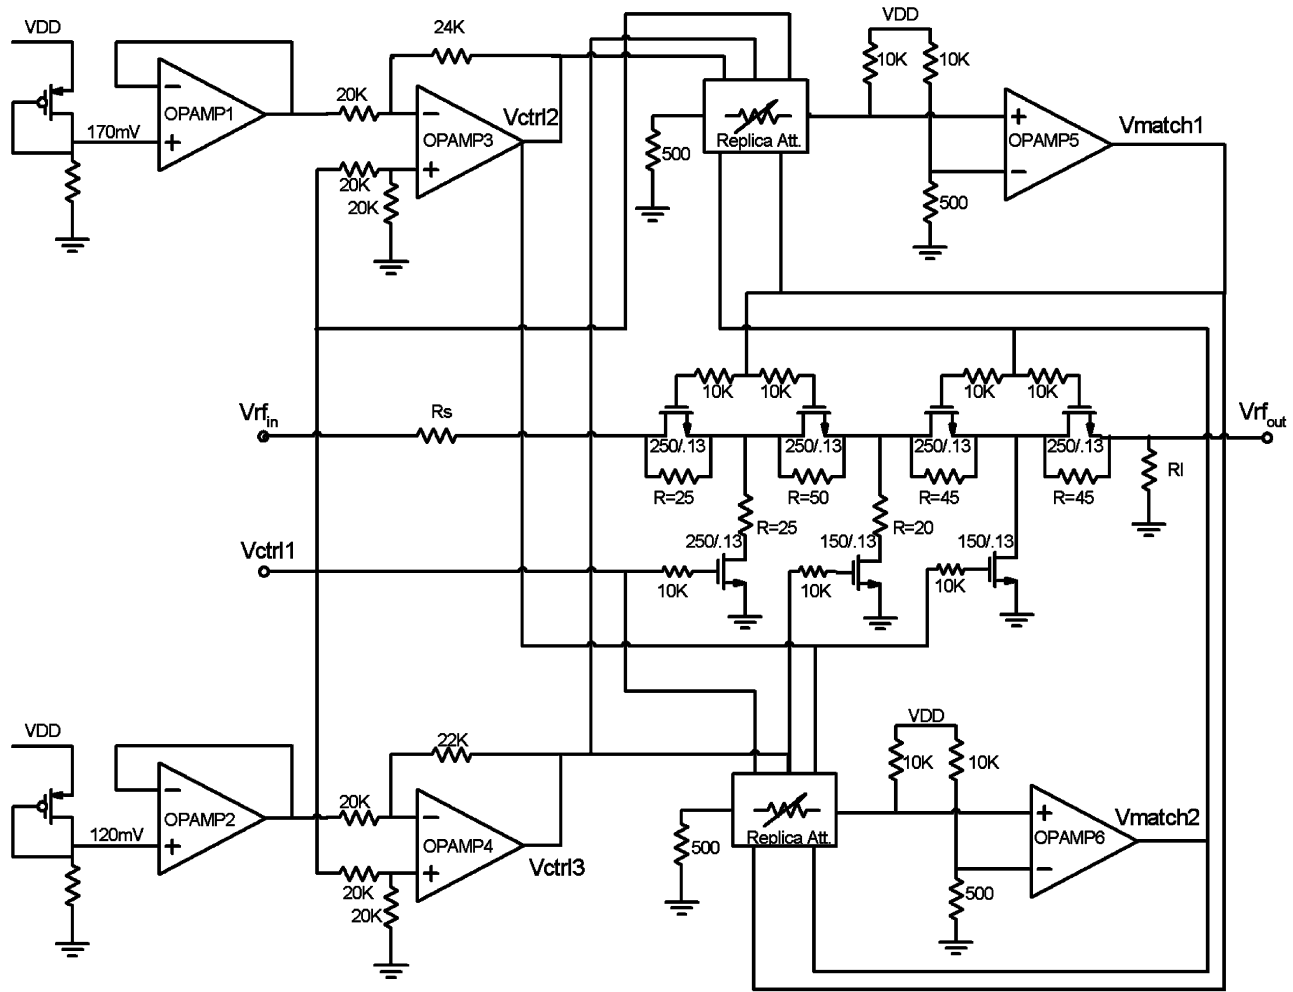 VDD
24K
VDD
20K
10K
10K
OPAMP1
Vctrl2
170mV
OPAMP3
Replica Att.
OPAMP5
Vmatch1
500
20K
20K
500
10K
10K
10K
10K
Vrfin
Rs
Vrfout
250/.13
250/.13
250/.13
250/.13
R=25
R=50
R=45
R=45
Rl
R=25
R=20
Vctrl1
250/.13
150/.13
150/.13
10K
10K
10K
VDD
VDD
22K
10K
10K
20K
OPAMP2
120mV
OPAMP4
Replica Att.
OPAMP6
Vmatch2
500
Vctrl3
20K
20K
500